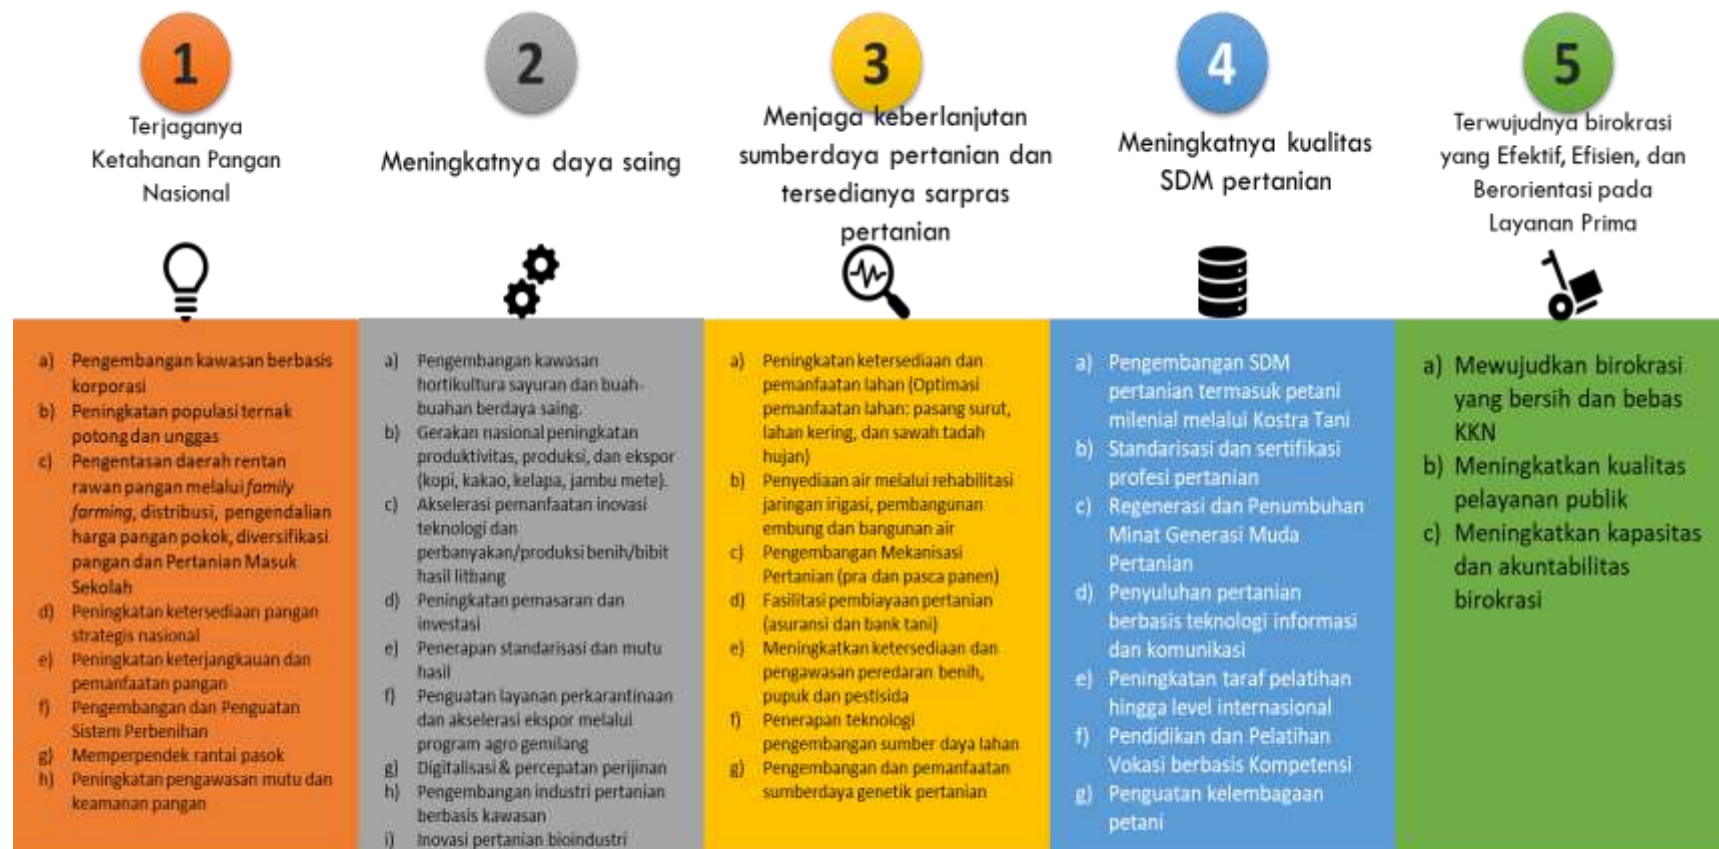 1
Terjaganya
Ketahanan Pangan
Nasional
a) Pengembangan kawasan berbasis
korporasi
b) Peningkatan populasi ternak
potong dan unggas
c) Pengentasan daerah rentan
rawan pangan melalui family
farming, distribusi, pengendalian
harga pangan pokok, diversifikasi
pangan dan Pertanian Masuk
Sekolah
d) Peningkatan ketersediaan pangan
strategis nasional
e) Peningkatan keterjangkauan dan
pemanfaatan pangan
f) Pengembangan dan Penguatan
Sistem Perbenihan
g) Memperpendek rantai pasok
h) Peningkatan pengawasan mutu dan
keamanan pangan
2
Meningkatnya daya saing
a) Pengembangan kawasan
hortikultura sayuran dan buah-
buahan berdaya saing.
b) Gerakan nasional peningkatan
produktivitas, produksi, dan ekspor
(kopi, kakao, kelapa, jambu mete).
c) Akselerasi pemanfaatan inovasi
teknologi dan
perbanyakan/produksi benih/bibit
hasil litbang
d) Peningkatan pemasaran dan
investasi
e) Penerapan standarisasi dan mutu
hasil
f) Penguatan layanan perkarantinaan
dan akselerasi ekspor melalui
program agro gemilang
g) Digitalisasi & percepatan perijinan
h) Pengembangan industri pertanian
berbasis kawasan
i) Inovasi pertanian bioindustri
3
Menjaga keberlanjutan
sumberdaya pertanian dan
tersedianya sarpras
pertanian
a) Peningkatan ketersediaan dan
pemanfaatan lahan (Optimasi
pemanfaatan lahan: pasang surut,
lahan kering, dan sawah tadah
hujan)
b) Penyediaan air melalui rehabilitasi
jaringan irigasi, pembangunan
embung dan bangunan air
c) Pengembangan Mekanisasi
Pertanian (pra dan pasca panen)
d) Fasilitasi pembiayaan pertanian
(asuransi dan bank tani)
e) Meningkatkan ketersediaan dan
pengawasan peredaran benih,
pupuk dan pestisida
f) Penerapan teknologi
pengembangan sumber daya lahan
g) Pengembangan dan pemanfaatan
sumberdaya genetik pertanian
4
Meningkatnya kualitas
SDM pertanian
a) Pengembangan SDM
pertanian termasuk petani
milenial melalui Kostra Tani
b) Standarisasi dan sertifikasi
profesi pertanian
c) Regenerasi dan Penumbuhan
Minat Generasi Muda
Pertanian
d) Penyuluhan pertanian
berbasis teknologi informasi
dan komunikasi
e) Peningkatan taraf pelatihan
hingga level internasional
f) Pendidikan dan Pelatihan
Vokasi berbasis Kompetensi
g) Penguatan kelembagaan
petani
5
Terwujudnya birokrasi
yang Efektif, Efisien, dan
Berorientasi pada
Layanan Prima
a) Mewujudkan birokrasi
yang bersih dan bebas
KKN
b) Meningkatkan kualitas
pelayanan publik
c) Meningkatkan kapasitas
dan akuntabilitas
birokrasi